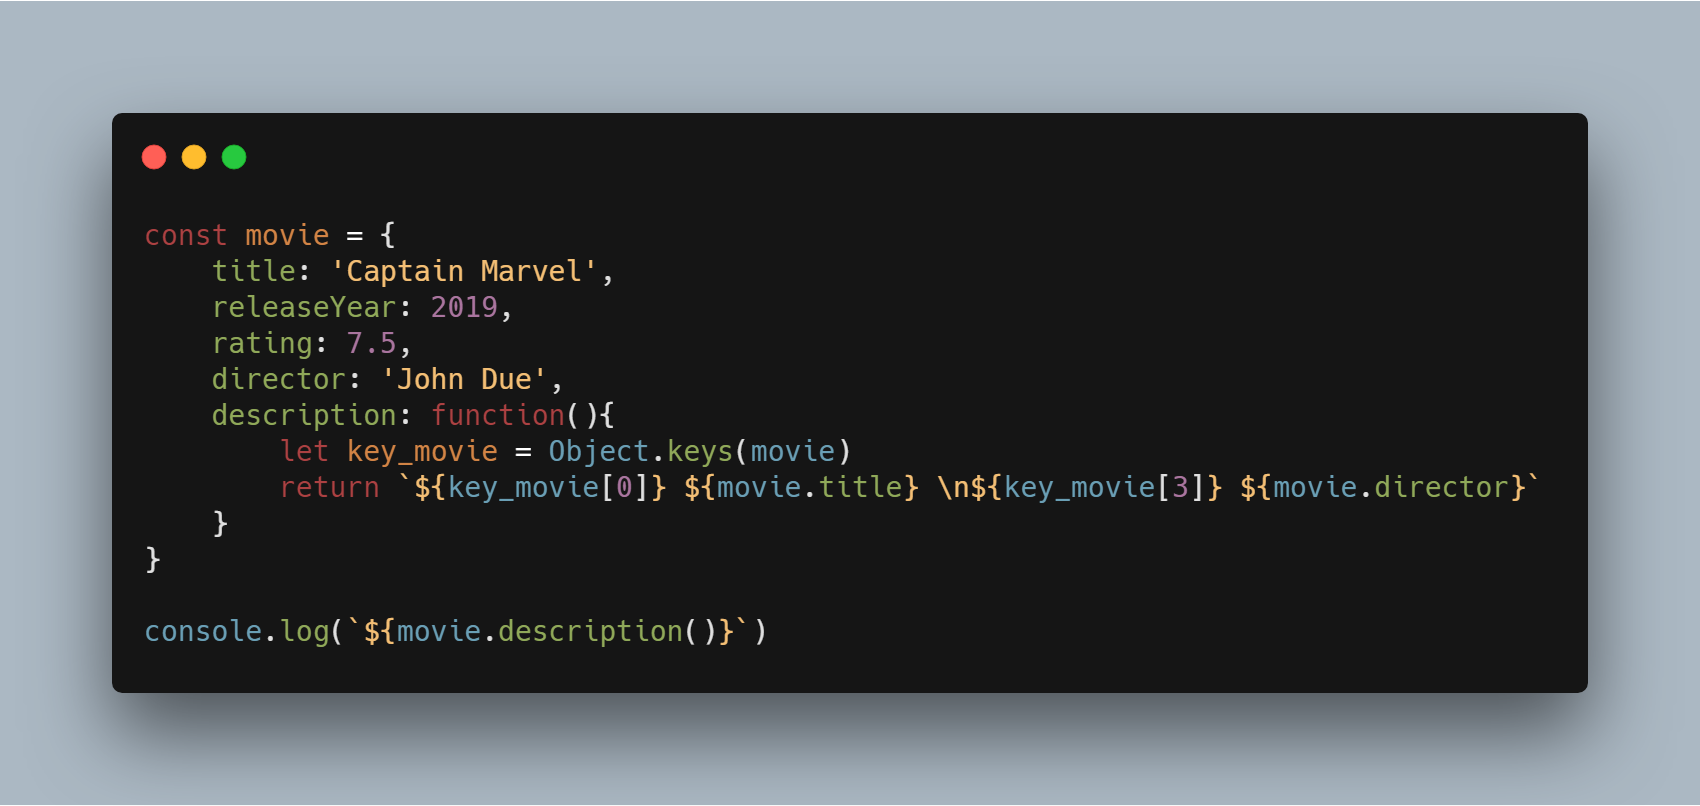 const movie = {
    title: 'Captain Marvel',
    releaseYear: 2019,
    rating: 7.5,
    director: 'John Due',
    description: function(){
        let key_movie = Object.keys(movie)
        return `${key_movie[0]} ${movie.title} \n${key_movie[3]} ${movie.director}`
    }
}
console.log(`${movie.description()}`)